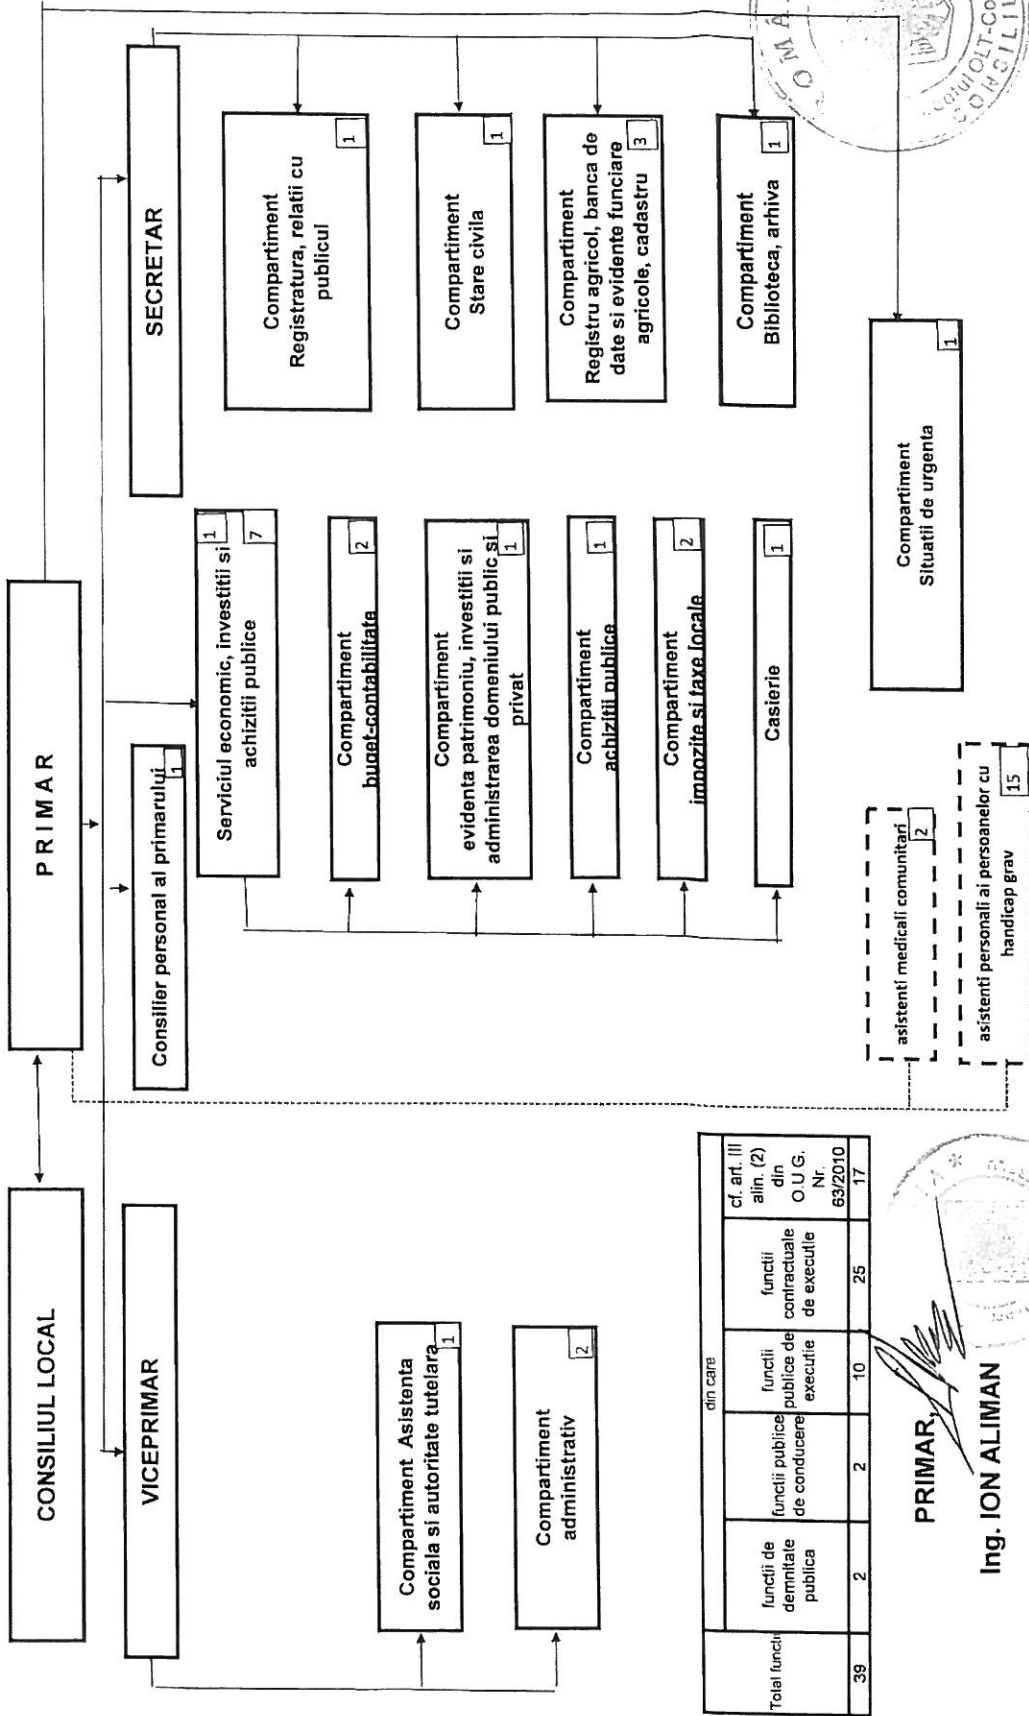 CONSILIUL LOCAL
PRIMAR
VICEPRIMAR
Consilier personal al primarului
1
SECRETAR
Serviciul economic, investitii si
achizitii publice
1
7
Compartiment
Registratura, relatii cu
publicul
1
Compartiment
buget-contabilitate
2
Compartiment
Stare civila
1
Compartiment Asistenta
sociala si autoritate tutelara
1
Compartiment
evidenta patrimoniu, investitii si
administrarea domeniului public si
privat
1
Compartiment
Registru agricol, banca de
date si evidente funciare
agricole, cadastru
3
Compartiment
administrativ
2
Compartiment
achizitii publice
1
Compartiment
impozite si taxe locale
2
Compartiment
Biblioteca, arhiva
1
Casierie
1
Compartiment
Situatii de urgenta
1
asistenti medicali comunitari
2
asistenti personali ai persoanelor cu
handicap grav
15
Total functii
din care
functii de
demnitate
publica
functii publice
de conducere
functii
publice de
executie
functii
contractuale
de executie
cf. art. III
alin. (2)
din
O.U.G.
Nr.
63/2010
39
2
2
10
25
17
PRIMAR,
Ing. ION ALIMAN
OLT